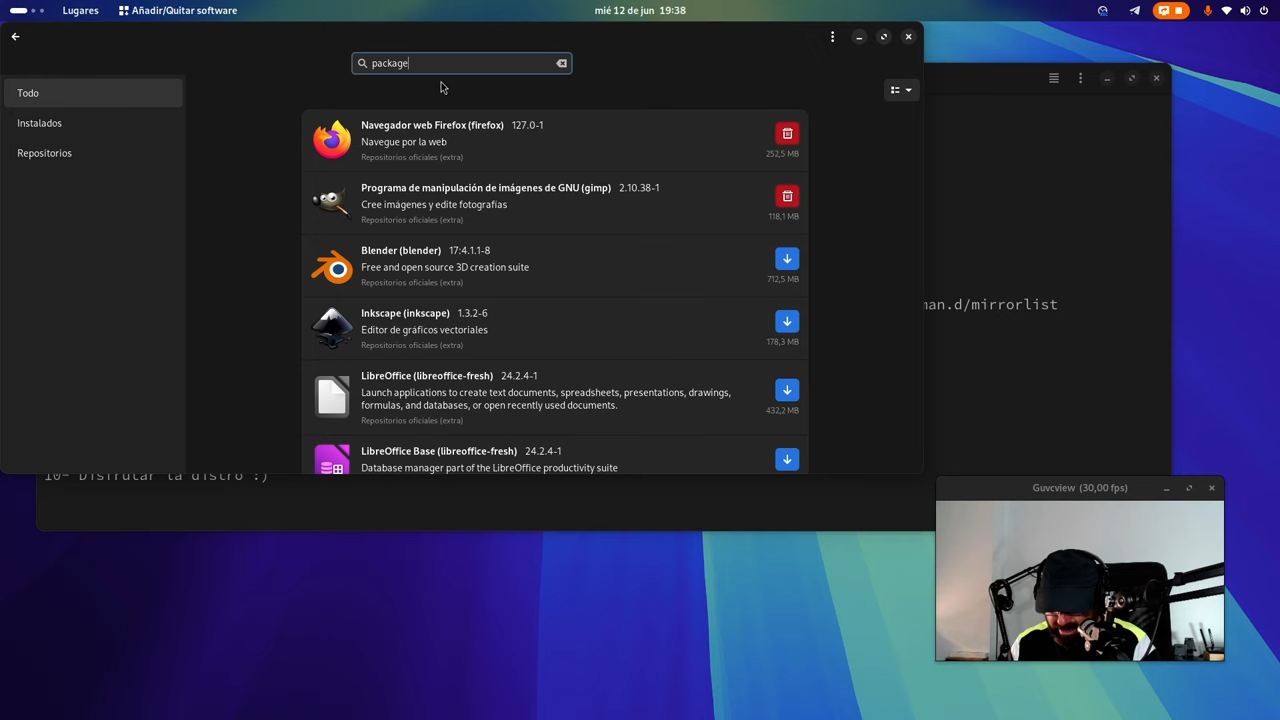 Lugares
Añadir/Quitar software
mié 12 de jun 19:38
package
Todo
Instalados
Repositorios
Navegador web Firefox (firefox) 127.0-1
Navegue por la web
Repositorios oficiales (extra)
252,5 MB
Programa de manipulación de imágenes de GNU (gimp) 2.10.38-1
Cree imágenes y edite fotografías
Repositorios oficiales (extra)
118,1 MB
Blender (blender) 17:4.1.1-8
Free and open source 3D creation suite
Repositorios oficiales (extra)
712,5 MB
Inkscape (inkscape) 1.3.2-6
Editor de gráficos vectoriales
Repositorios oficiales (extra)
178,3 MB
LibreOffice (libreoffice-fresh) 24.2.4-1
Launch applications to create text documents, spreadsheets, presentations, drawings,
formulas, and databases, or open recently used documents.
Repositorios oficiales (extra)
432,2 MB
LibreOffice Base (libreoffice-fresh) 24.2.4-1
Database manager part of the LibreOffice productivity suite
man.d/mirrorlist
10- Disfrutar la distro :)
Guvcview (30,00 fps)